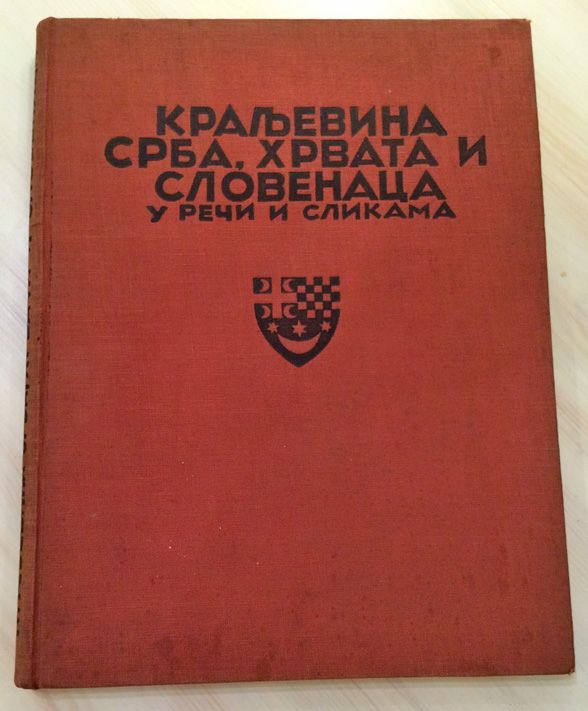 КРАЉЕВИНА
СРБА, ХРВАТА И
СЛОВЕНАЦА
У РЕЧИ И СЛИКАМА